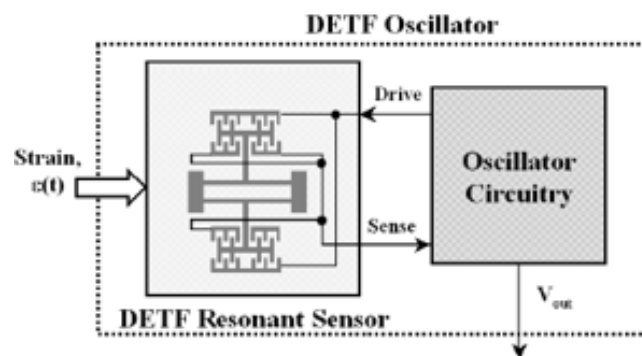 DETF Oscillator
Drive
Strain,
ε(t)
Oscillator
Circuitry
Sense
DETF Resonant Sensor
Vout